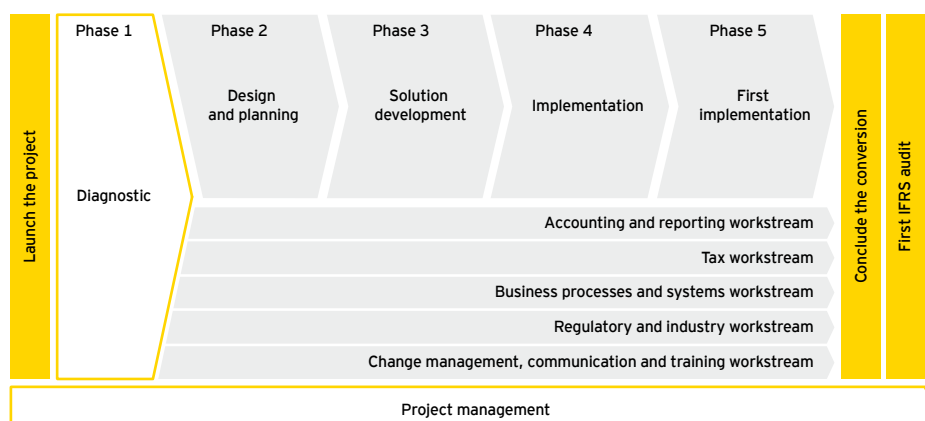 Launch the project
Phase 1
Diagnostic
Phase 2
Design
and planning
Phase 3
Solution
development
Phase 4
Implementation
Phase 5
First
implementation
Accounting and reporting workstream
Tax workstream
Business processes and systems workstream
Regulatory and industry workstream
Change management, communication and training workstream
Conclude the conversion
First IFRS audit
Project management